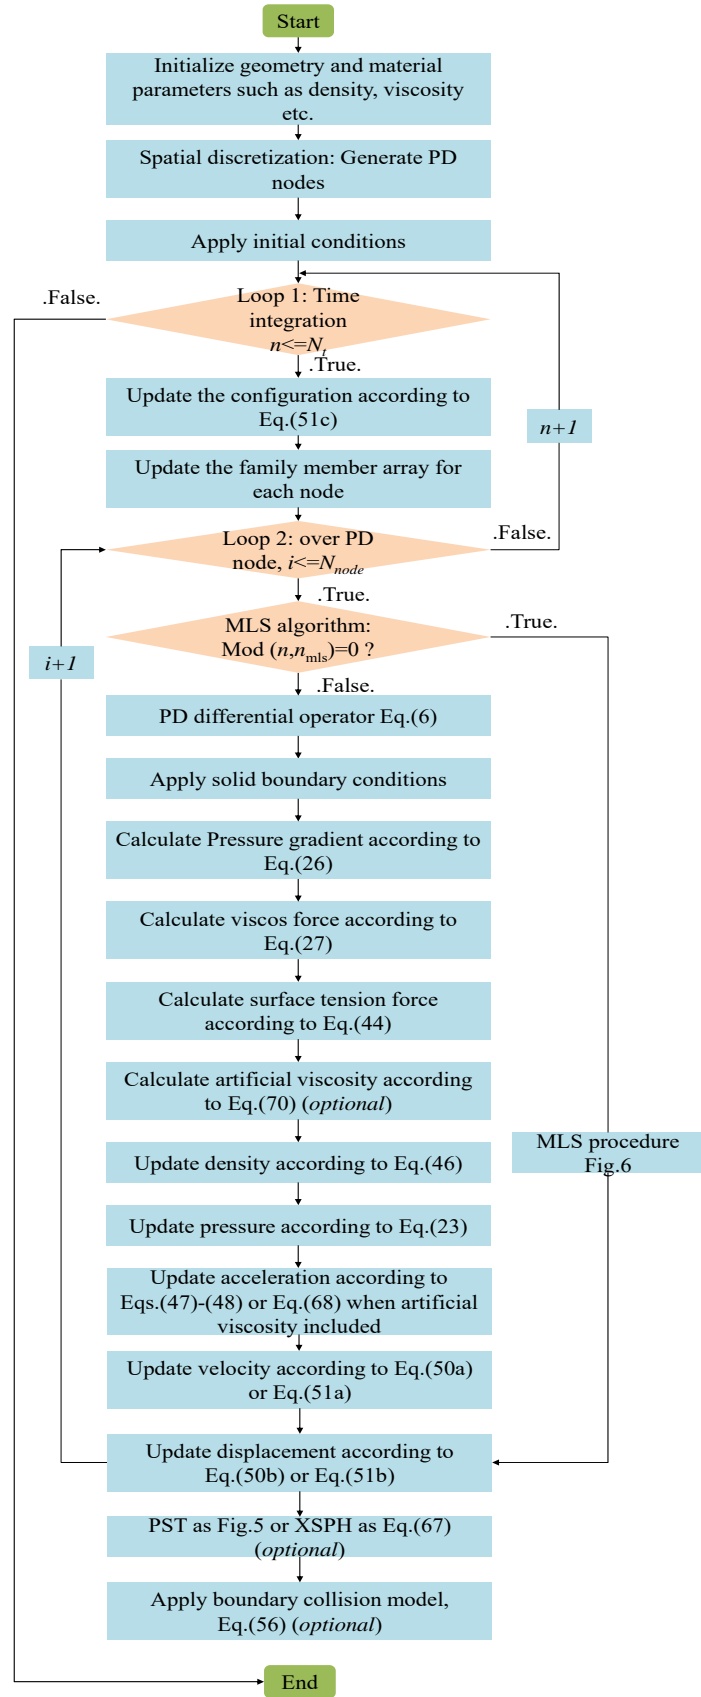 Start
Initialize geometry and material
parameters such as density, viscosity
etc.
Spatial discretization: Generate PD
nodes
Apply initial conditions
.False.
Loop 1: Time
integration
n<=N_t
.True.
Update the configuration according to
Eq.(51c)
n+1
Update the family member array for
each node
Loop 2: over PD
node, i<=N_node
.False.
.True.
MLS algorithm:
Mod (n,n_mls)=0 ?
.True.
i+1
.False.
PD differential operator Eq.(6)
Apply solid boundary conditions
Calculate Pressure gradient according to
Eq.(26)
Calculate viscos force according to
Eq.(27)
Calculate surface tension force
according to Eq.(44)
Calculate artificial viscosity according
to Eq.(70) (optional)
MLS procedure
Fig.6
Update density according to Eq(46)
Update pressure according to Eq.(23)
Update acceleration according to
Eqs.(47)-(48) or Eq.(68) when artificial
viscosity included
Update velocity according to Eq.(50a)
or Eq.(51a)
Update displacement according to
Eq.(50b) or Eq.(51b)
PST as Fig.5 or XSPH as Eq.(67)
(optional)
Apply boundary collision model,
Eq.(56) (optional)
End